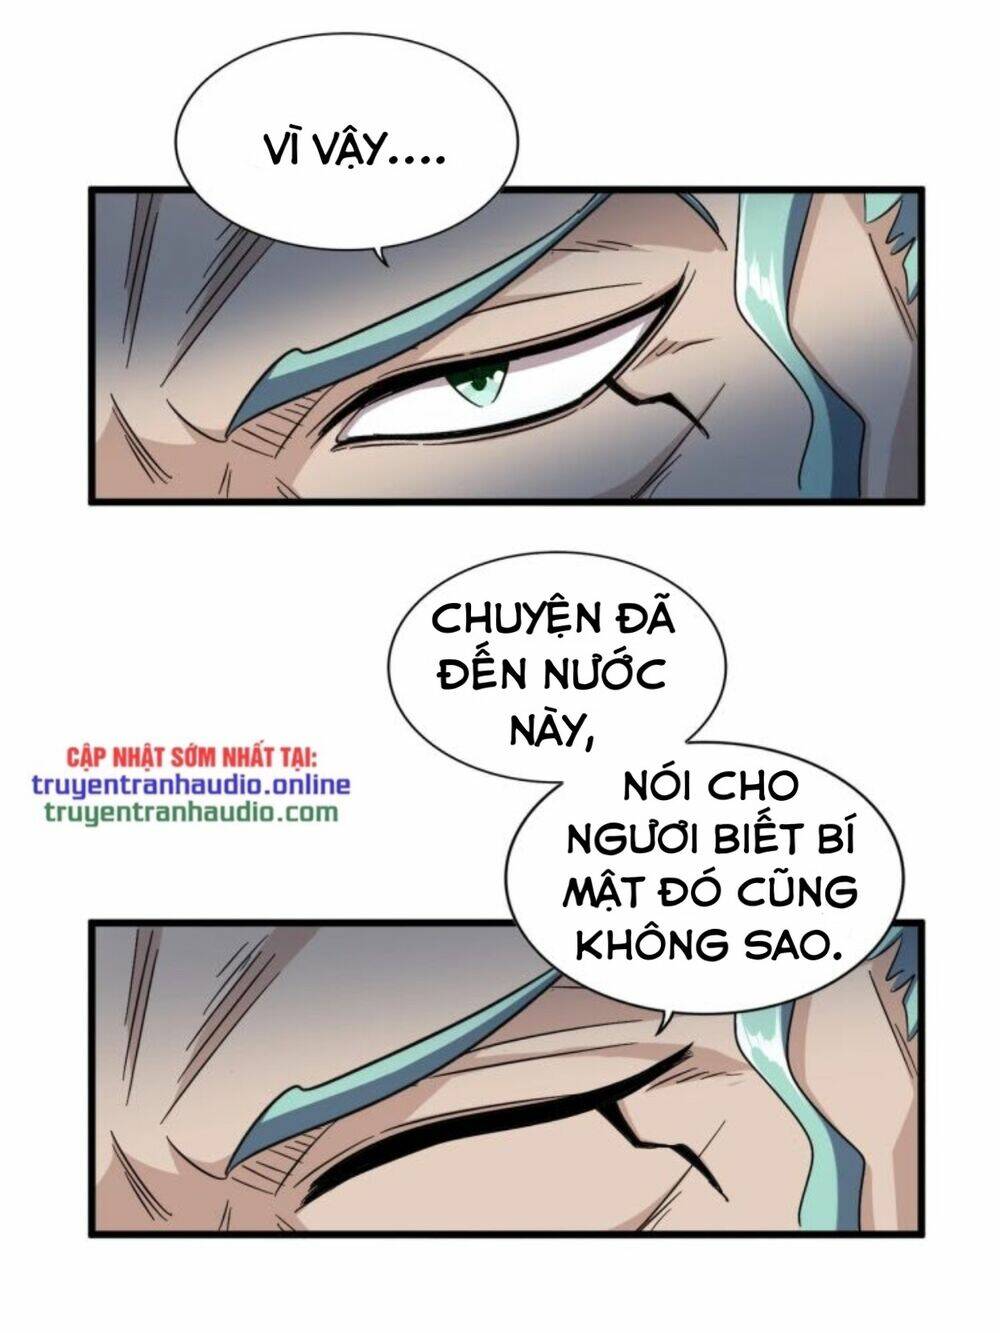 VÌ VẬY....
CHUYỆN ĐÃ
ĐẾN NƯỚC
NÀY,
CẬP NHẬT SỚM NHẤT TẠI:
truyentranhaudio.online
truyentranhaudio.com
NÓI CHO
NGƯƠI BIẾT BÍ
MẬT ĐÓ CŨNG
KHÔNG SAO.